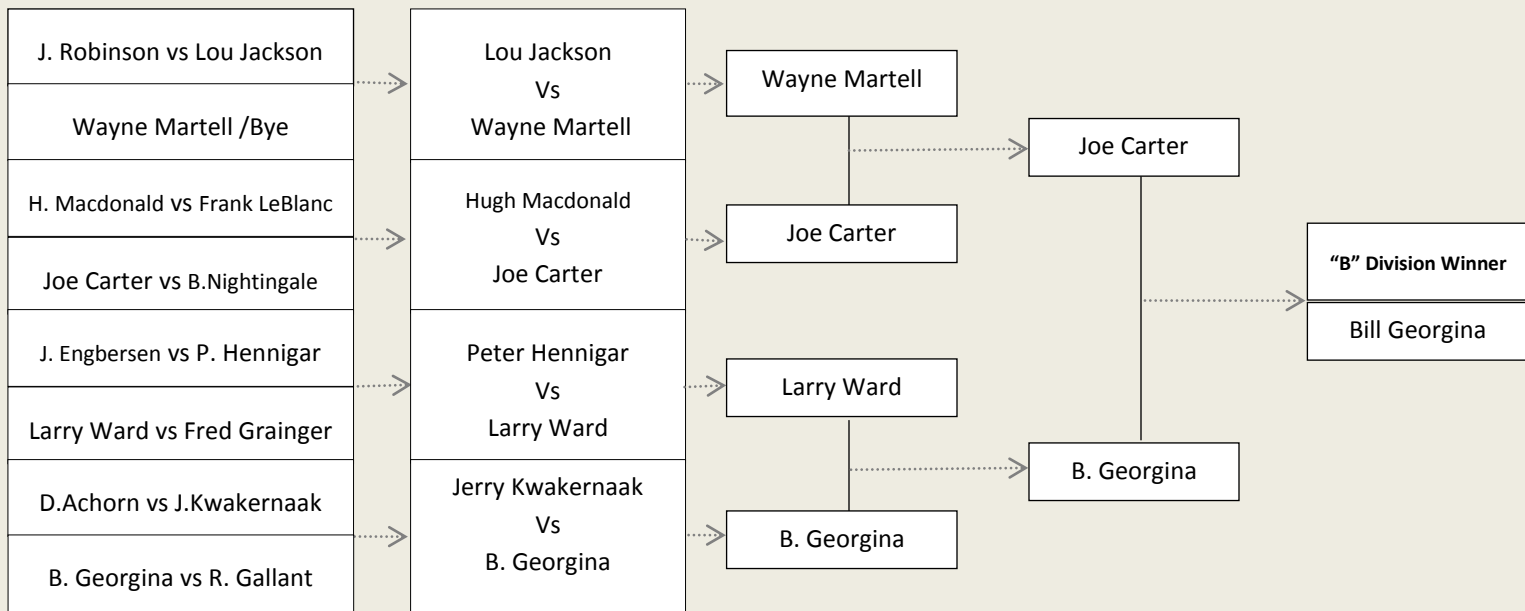 J. Robinson vs Lou Jackson
Wayne Martell /Bye
H. Macdonald vs Frank LeBlanc
Joe Carter vs B.Nightingale
J. Engbersen vs P. Hennigar
Larry Ward vs Fred Grainger
D.Achorn vs J.Kwakernaak
B. Georgina vs R. Gallant
Lou Jackson
Vs
Wayne Martell
Hugh Macdonald
Vs
Joe Carter
Peter Hennigar
Vs
Larry Ward
Jerry Kwakernaak
Vs
B. Georgina
Wayne Martell
Joe Carter
Larry Ward
B. Georgina
Joe Carter
B. Georgina
“B” Division Winner
Bill Georgina